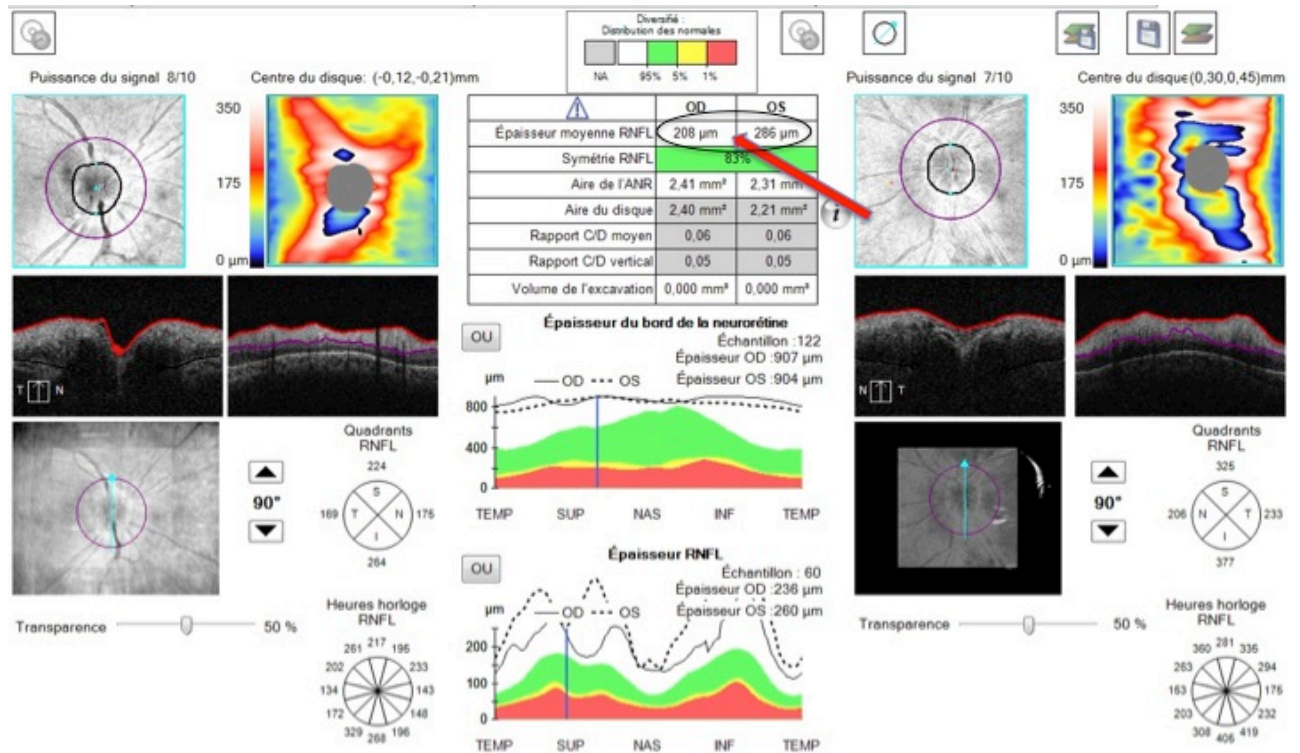 Diversifié :
Distribution des normales
NA 95% 5% 1%
Puissance du signal 8/10
Centre du disque: (-0,12,-0,21)mm
350
175
0 µm
OD OS
Épaisseur moyenne RNFL 208 µm 286 µm
Symétrie RNFL 83%
Aire de l'ANR 2,41 mm² 2,31 mm
Aire du disque 2,40 mm² 2,21 mm²
Rapport C/D moyen 0,06 0,06
Rapport C/D vertical 0,05 0,05
Volume de l'excavation 0,000 mm³ 0,000 mm³
i
Puissance du signal 7/10
Centre du disque(0,30,0,45)mm
350
175
0 µm
T N
N T
OU
Épaisseur du bord de la neurorétine
Échantillon :122
Épaisseur OD :907 µm
Épaisseur OS :904 µm
µm
OD OS
800
400
0
TEMP SUP NAS INF TEMP
OU
Épaisseur RNFL
Échantillon : 60
Épaisseur OD :236 µm
Épaisseur OS :260 µm
µm
OD OS
200
100
0
TEMP SUP NAS INF TEMP
90°
Quadrants
RNFL
224
S
169 T N 175
I
264
Transparence 50 %
Heures horloge
RNFL
261 217 195
202 233
134 143
172 148
329 268 196
90°
Quadrants
RNFL
325
S
206 N T 233
I
377
Transparence 50 %
Heures horloge
RNFL
360 281 336
263 294
163 176
203 232
308 406 419